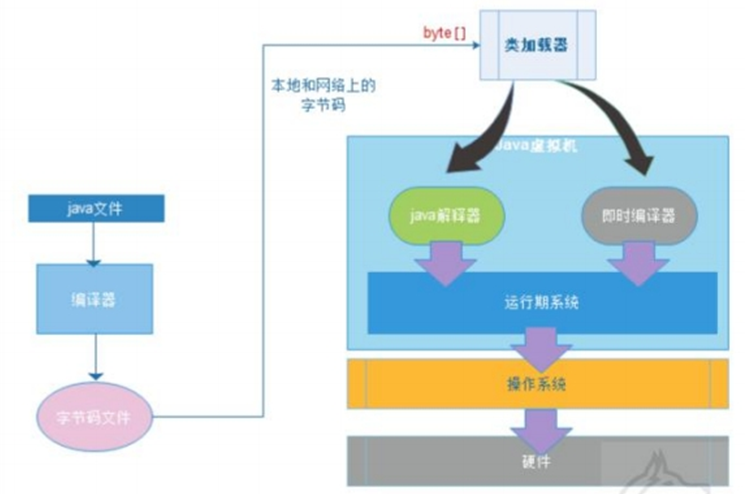 byte[]
类加载器
本地和网络上的
字节码
Java虚拟机
java文件
java解释器
即时编译器
编译器
运行期系统
操作系统
字节码文件
硬件